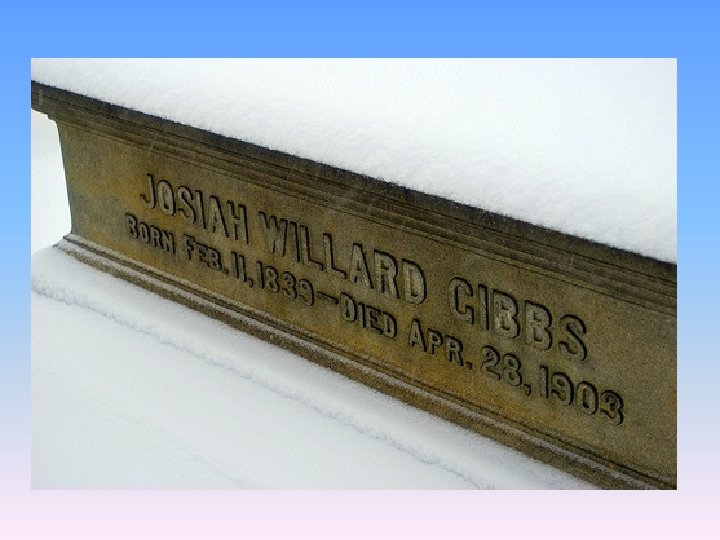 JOSIAH WILLARD GIBBS
BORN FEB. 11, 1839 — DIED APR. 28, 1903